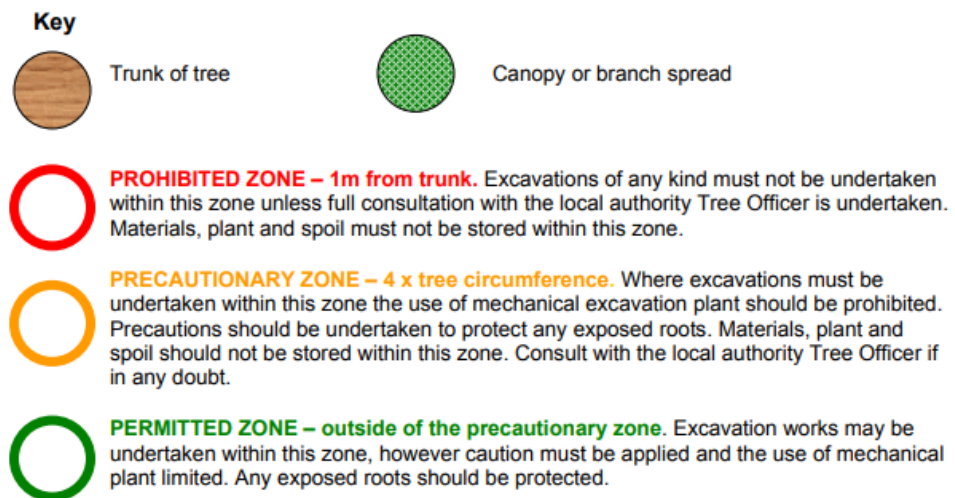 Key
Trunk of tree
Canopy or branch spread
PROHIBITED ZONE – 1m from trunk. Excavations of any kind must not be undertaken
within this zone unless full consultation with the local authority Tree Officer is undertaken.
Materials, plant and spoil must not be stored within this zone.
PRECAUTIONARY ZONE – 4 x tree circumference. Where excavations must be
undertaken within this zone the use of mechanical excavation plant should be prohibited.
Precautions should be undertaken to protect any exposed roots. Materials, plant and
spoil should not be stored within this zone. Consult with the local authority Tree Officer if
in any doubt.
PERMITTED ZONE – outside of the precautionary zone. Excavation works may be
undertaken within this zone, however caution must be applied and the use of mechanical
plant limited. Any exposed roots should be protected.